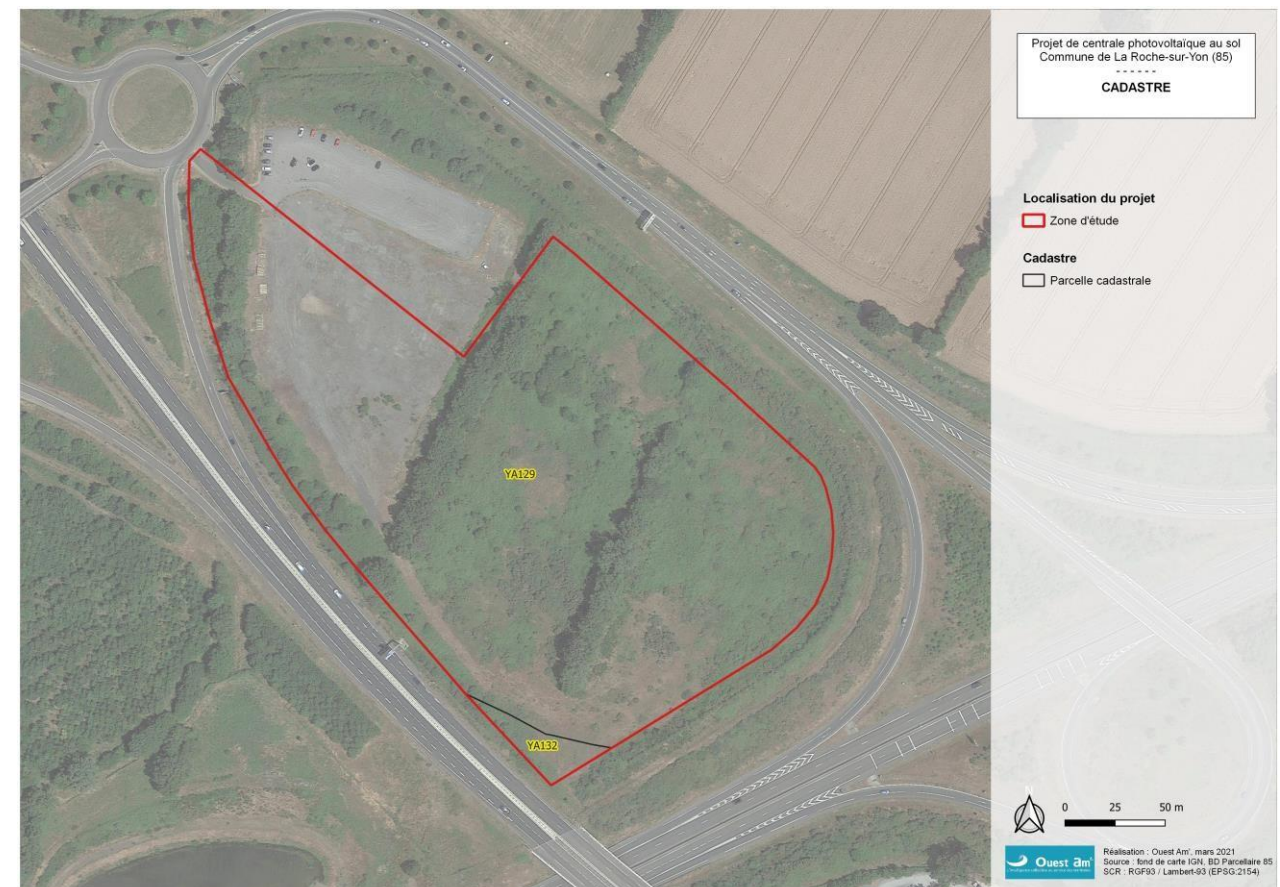 Projet de centrale photovoltaïque au sol
Commune de La Roche-sur-Yon (85)
- - - - - -
CADASTRE
Localisation du projet
Zone d'étude
Cadastre
Parcelle cadastrale
YA129
YA132
N
0 25 50 m
Ouest am'
Réalisation : Ouest Am', mars 2021
Source : fond de carte IGN, BD Parcellaire 85
SCR : RGF93 / Lambert-93 (EPSG:2154)